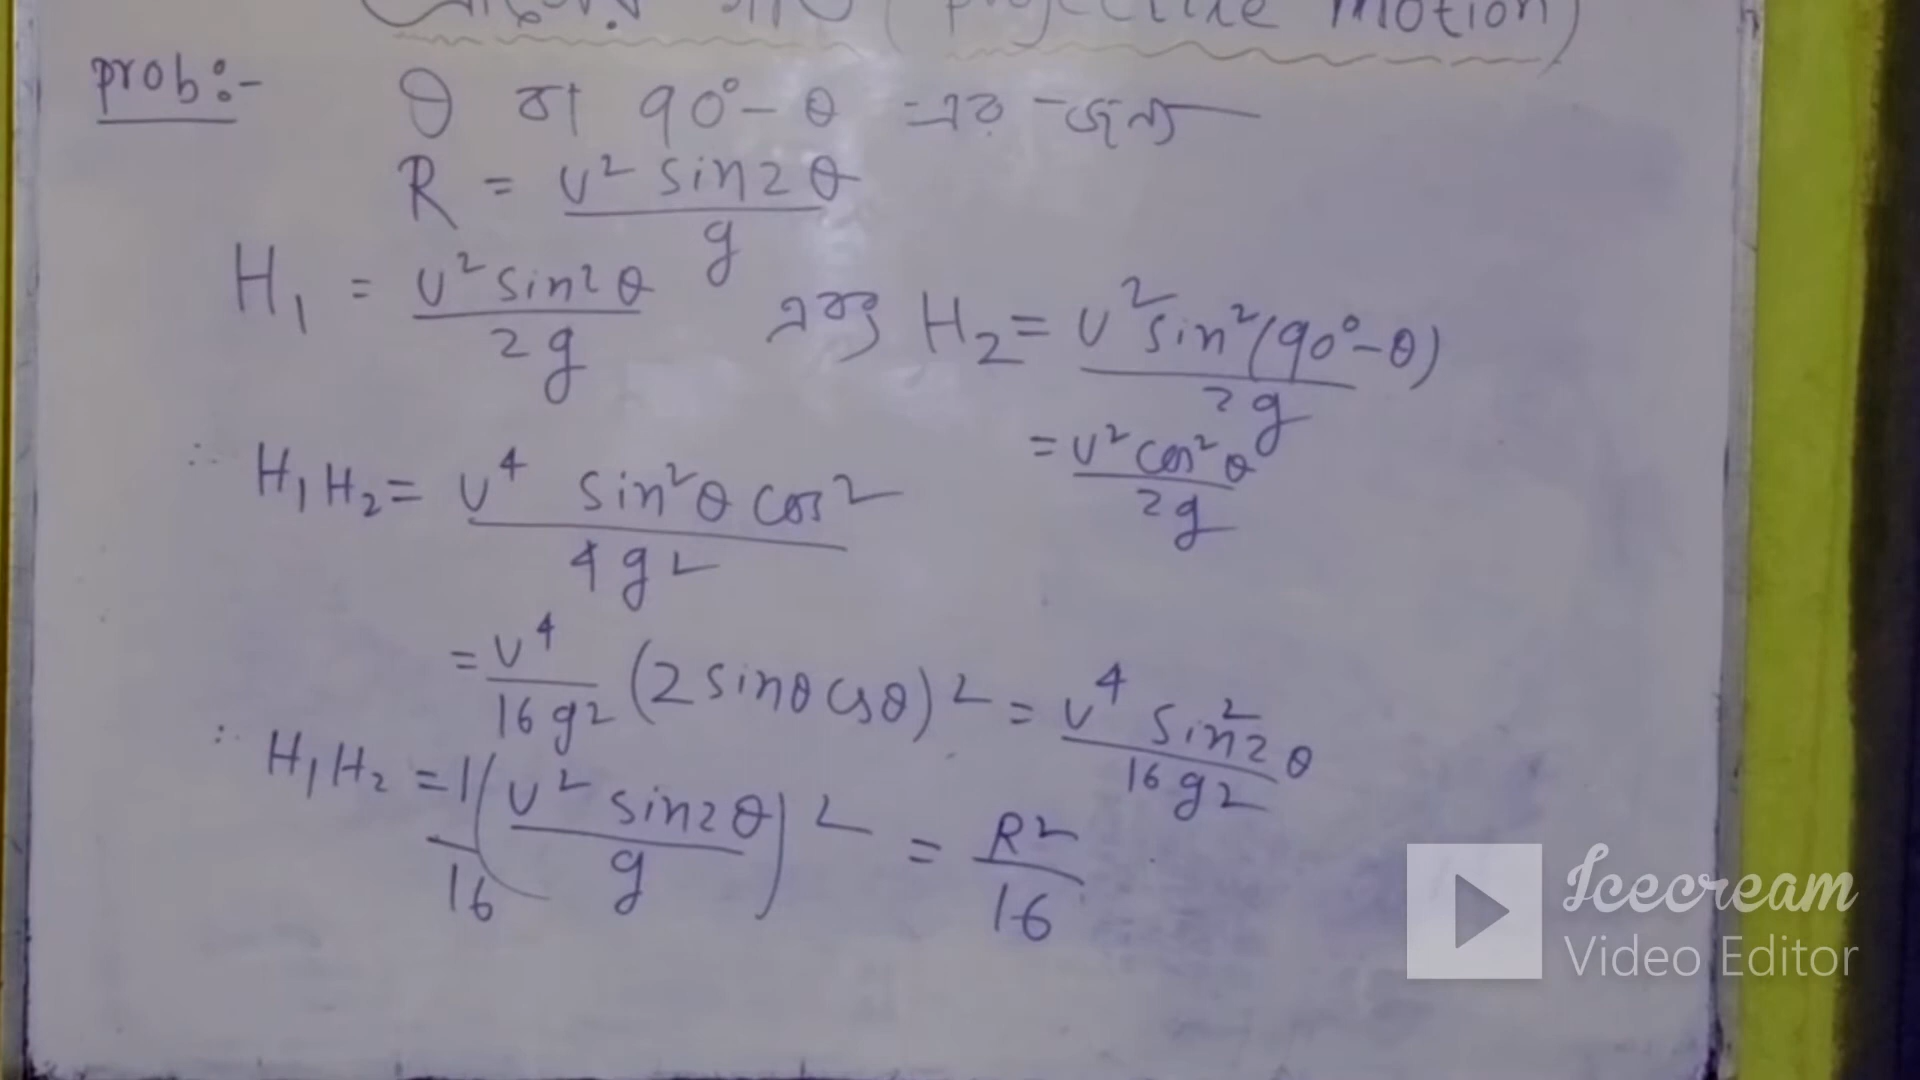 (projectile motion)
prob:- θ বা 90°-θ -এর -জন্য
R = v² sin2θ / g
H₁ = v² sin²θ / 2g এবং H₂ = v² sin²(90°-θ) / 2g
= v² cos²θ / 2g
∴ H₁H₂ = v⁴ sin²θ cos² / 4g²
= v⁴ / 16g² (2 sinθ cosθ)² = v⁴ sin²2θ / 16g²
∴ H₁H₂ = 1/16 (v² sin2θ / g)² = R² / 16
Icecream
Video Editor